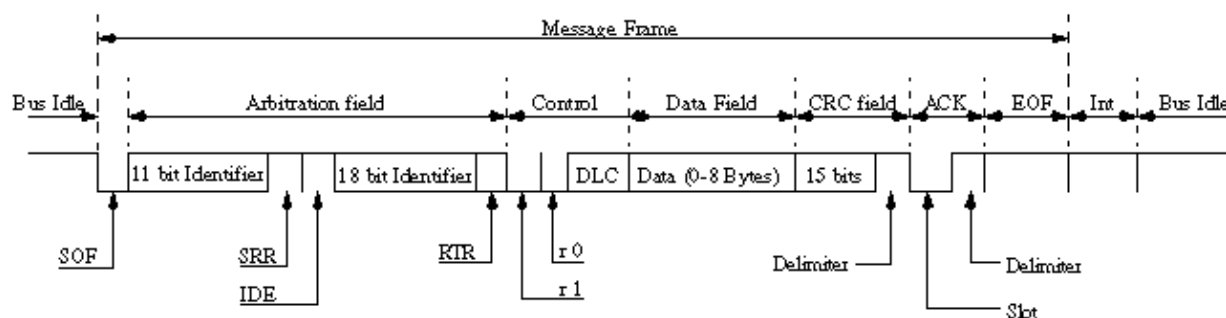 Message Frame
Bus Idle Arbitration field Control Data Field CRC field ACK EOF Int Bus Idle
11 bit Identifier 18 bit Identifier DLC Data (0-8 Bytes) 15 bits
SOF SRR RTR r 0 Delimiter Delimiter
IDE r 1 Slot